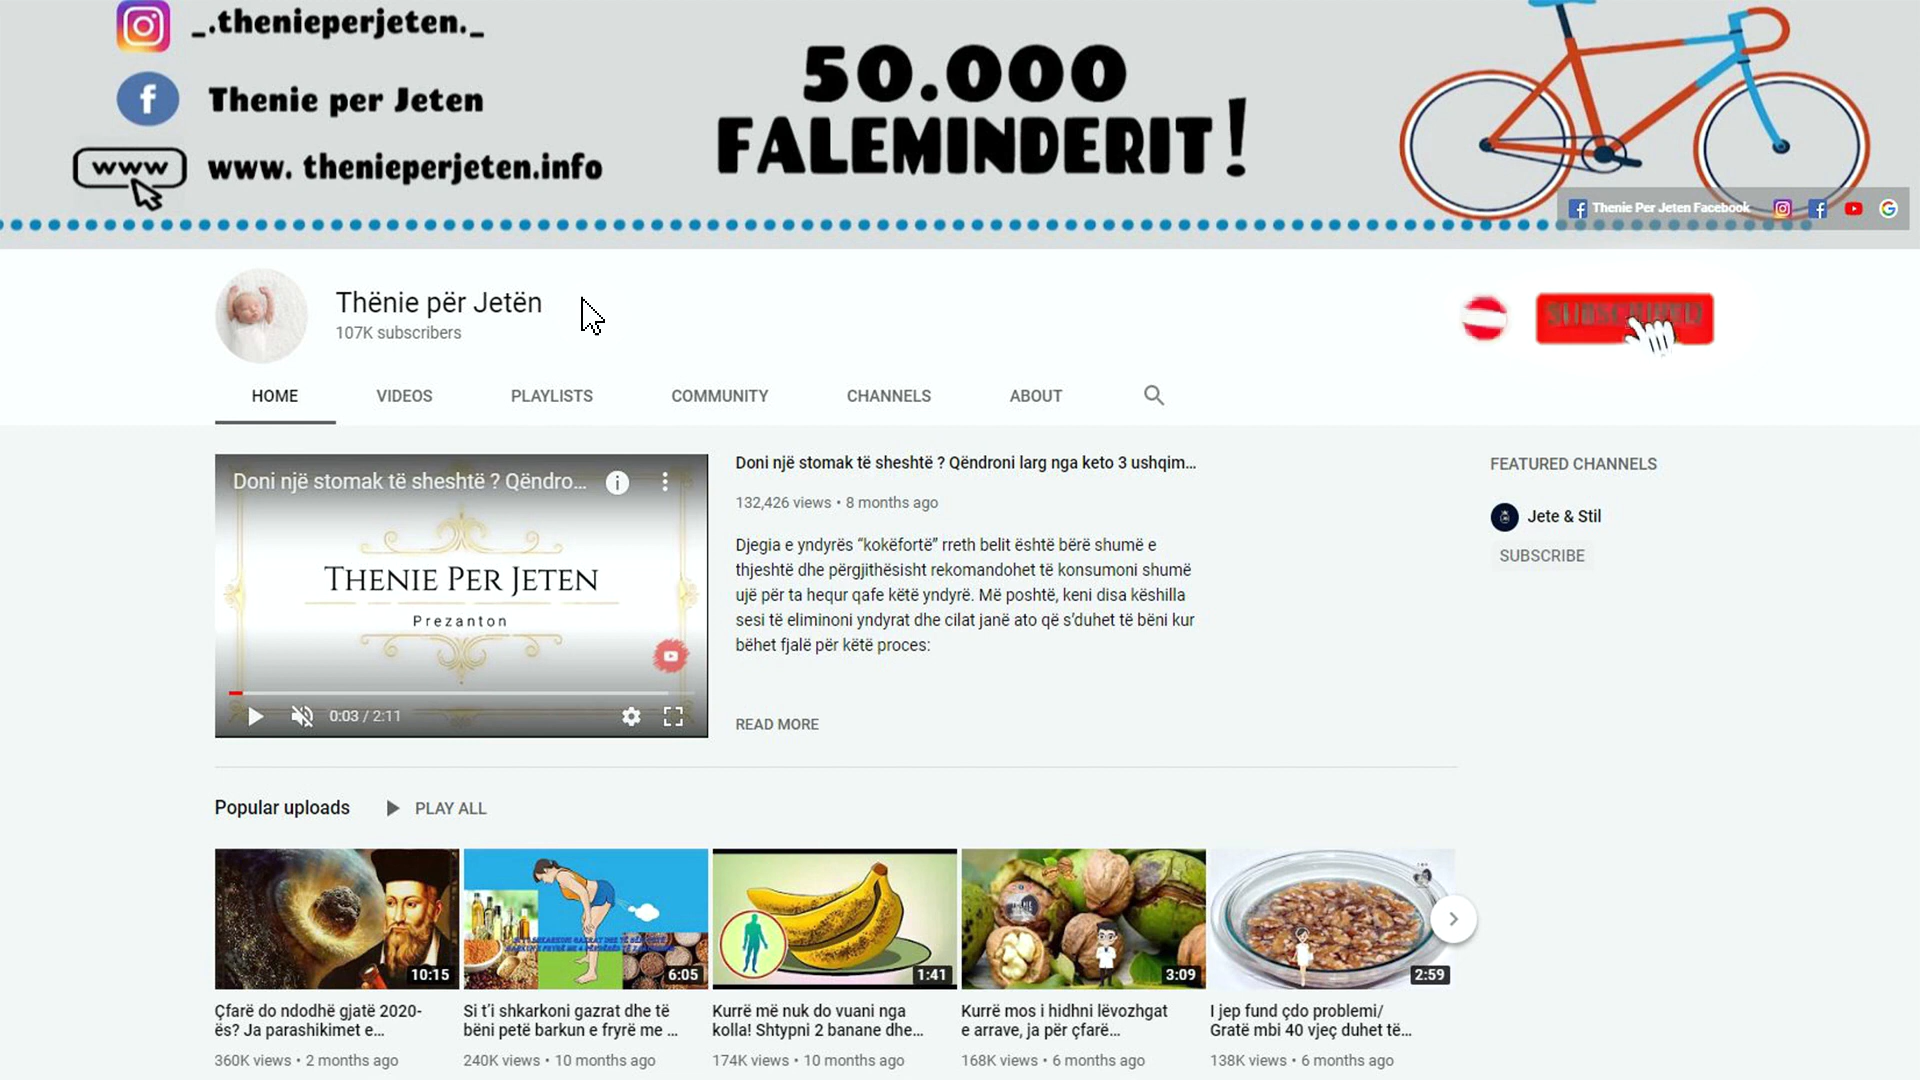 _.thenieperjeten._
Thenie per Jeten
www
www. thenieperjeten.info
50.000
FALEMINDERIT!
Thenie Per Jeten Facebook
Thënie për Jetën
107K subscribers
HOME
VIDEOS
PLAYLISTS
COMMUNITY
CHANNELS
ABOUT
Doni një stomak të sheshtë ? Qëndro...
THENIE PER JETEN
Prezanton
0:03 / 2:11
Doni një stomak të sheshtë ? Qëndroni larg nga keto 3 ushqim...
132,426 views • 8 months ago
Djegia e yndyrës “kokëfortë” rreth belit është bërë shumë e
thjeshtë dhe përgjithësisht rekomandohet të konsumoni shumë
ujë për ta hequr qafe këtë yndyrë. Më poshtë, keni disa këshilla
sesi të eliminoni yndyrat dhe cilat janë ato që s’duhet të bëni kur
bëhet fjalë për këtë proces:
READ MORE
FEATURED CHANNELS
Jete & Stil
SUBSCRIBE
Popular uploads
PLAY ALL
10:15
6:05
1:41
3:09
2:59
Çfarë do ndodhë gjatë 2020-
ës? Ja parashikimet e...
360K views • 2 months ago
Si t’i shkarkoni gazrat dhe të
bëni petë barkun e fryrë me ...
240K views • 10 months ago
Kurrë më nuk do vuani nga
kolla! Shtypni 2 banane dhe...
174K views • 10 months ago
Kurrë mos i hidhni lëvozhgat
e arrave, ja për çfarë...
168K views • 6 months ago
I jep fund çdo problemi/
Gratë mbi 40 vjeç duhet të...
138K views • 6 months ago